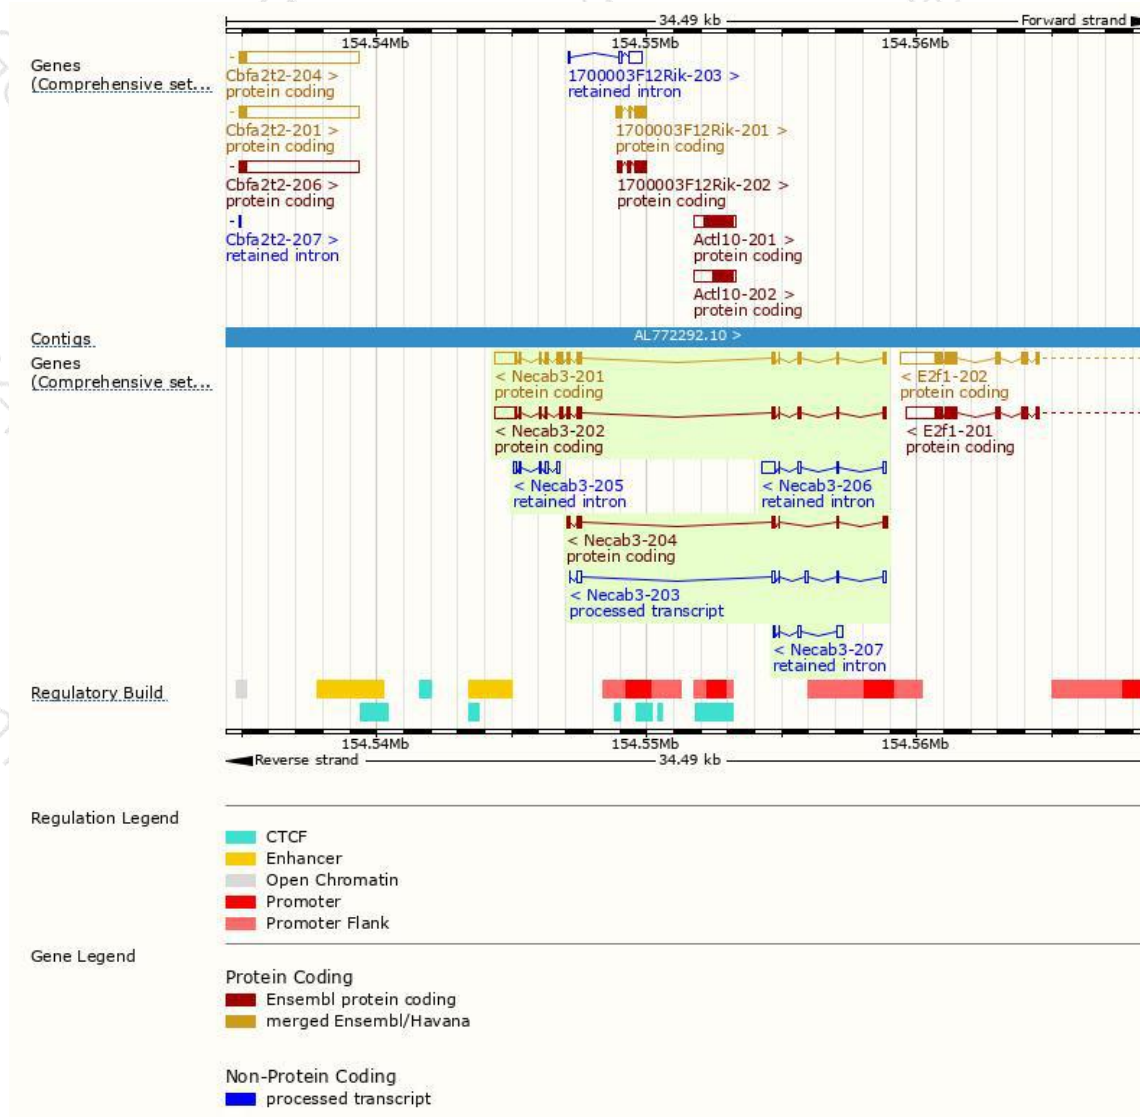 34.49 kb Forward strand
154.54Mb 154.55Mb 154.56Mb
Genes
(Comprehensive set...
Cbfa2t2-204 >
protein coding
1700003F12Rik-203 >
retained intron
Cbfa2t2-201 >
protein coding
1700003F12Rik-201 >
protein coding
Cbfa2t2-206 >
protein coding
1700003F12Rik-202 >
protein coding
Cbfa2t2-207 >
retained intron
Actl10-201 >
protein coding
Actl10-202 >
protein coding
Contigs
AL772292.10 >
Genes
(Comprehensive set...
< Necab3-201
protein coding
< E2f1-202
protein coding
< Necab3-202
protein coding
< E2f1-201
protein coding
< Necab3-205
retained intron
< Necab3-206
retained intron
< Necab3-204
protein coding
< Necab3-203
processed transcript
< Necab3-207
retained intron
Regulatory Build
154.54Mb 154.55Mb 154.56Mb
Reverse strand 34.49 kb
Regulation Legend
CTCF
Enhancer
Open Chromatin
Promoter
Promoter Flank
Gene Legend
Protein Coding
Ensembl protein coding
merged Ensembl/Havana
Non-Protein Coding
processed transcript